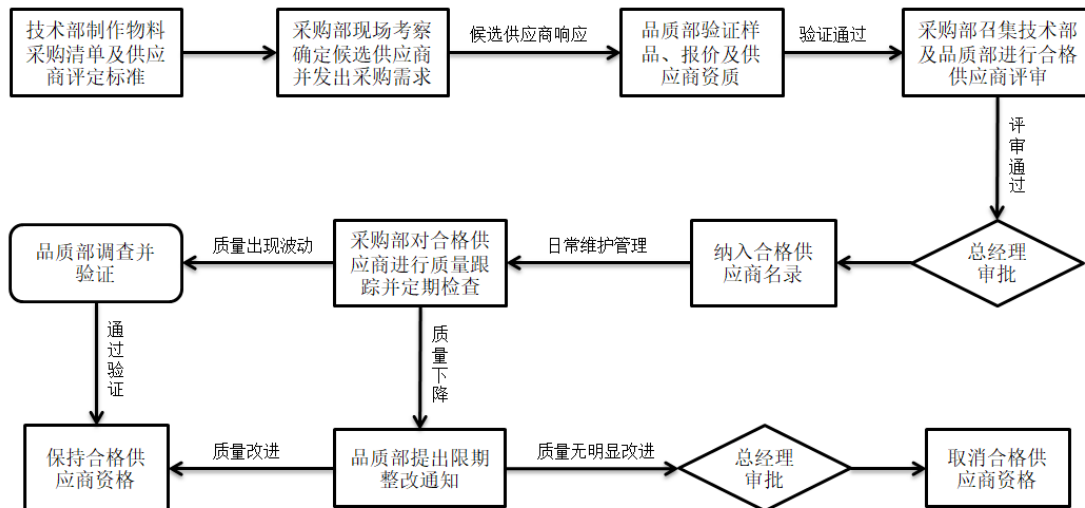 技术部制作物料
采购清单及供应
商评定标准
采购部现场考察
确定候选供应商
并发出采购需求
候选供应商响应
品质部验证样
品、报价及供
应商资质
验证通过
采购部召集技术部
及品质部进行合格
供应商评审
评审通过
总经理
审批
纳入合格供
应商名录
日常维护管理
采购部对合格供
应商进行质量跟
踪并定期检查
质量出现波动
品质部调查并
验证
通过验证
质量下降
保持合格供
应商资格
质量改进
品质部提出限期
整改通知
质量无明显改进
总经理
审批
取消合格供
应商资格